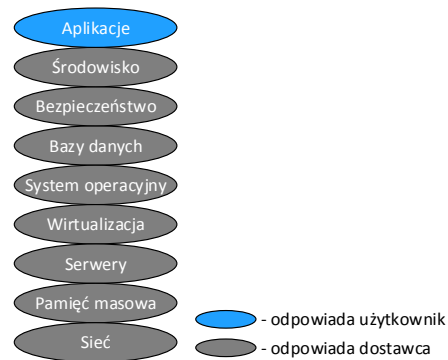 Aplikacje
Środowisko
Bezpieczeństwo
Bazy danych
System operacyjny
Wirtualizacja
Serwery
Pamięć masowa
Sieć
- odpowiada użytkownik
- odpowiada dostawca